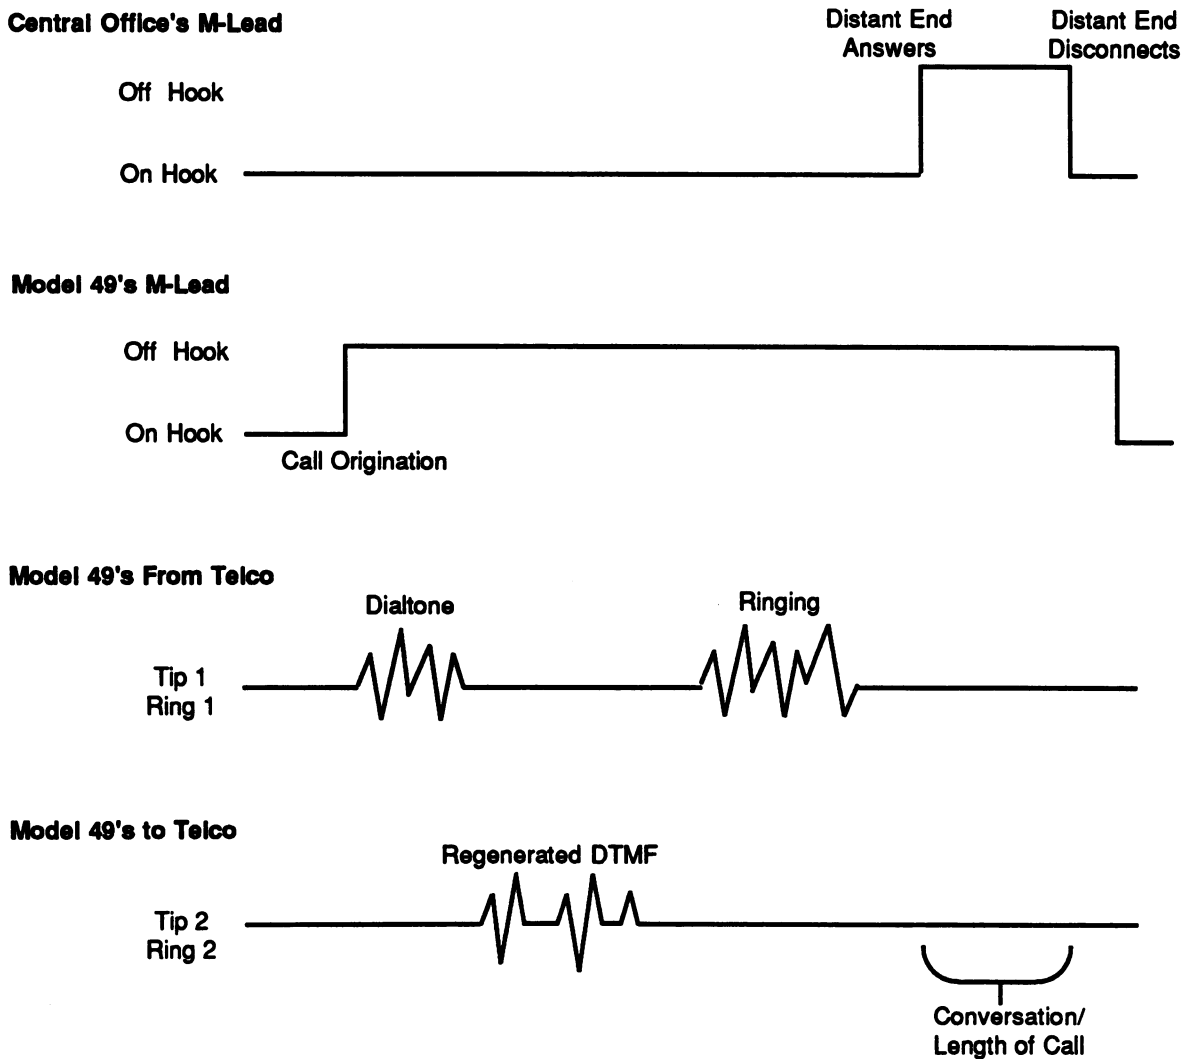 Central Office's M-Lead
Distant End
Answers
Distant End
Disconnects
Off Hook
On Hook
Model 49's M-Lead
Off Hook
On Hook
Call Origination
Model 49's From Telco
Dialtone
Ringing
Tip 1
Ring 1
Model 49's to Telco
Regenerated DTMF
Tip 2
Ring 2
Conversation/
Length of Call